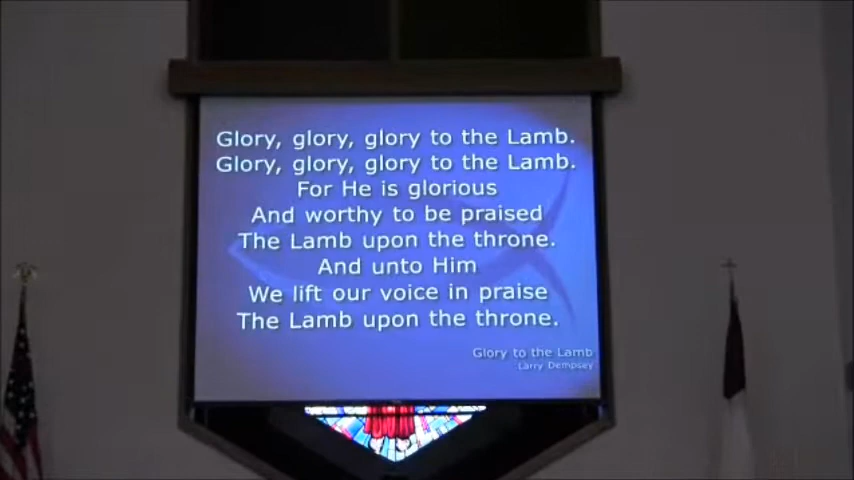 Glory, glory, glory to the Lamb.
Glory, glory, glory to the Lamb.
For He is glorious
And worthy to be praised
The Lamb upon the throne.
And unto Him
We lift our voice in praise
The Lamb upon the throne.
Glory to the Lamb
Larry Dempsey